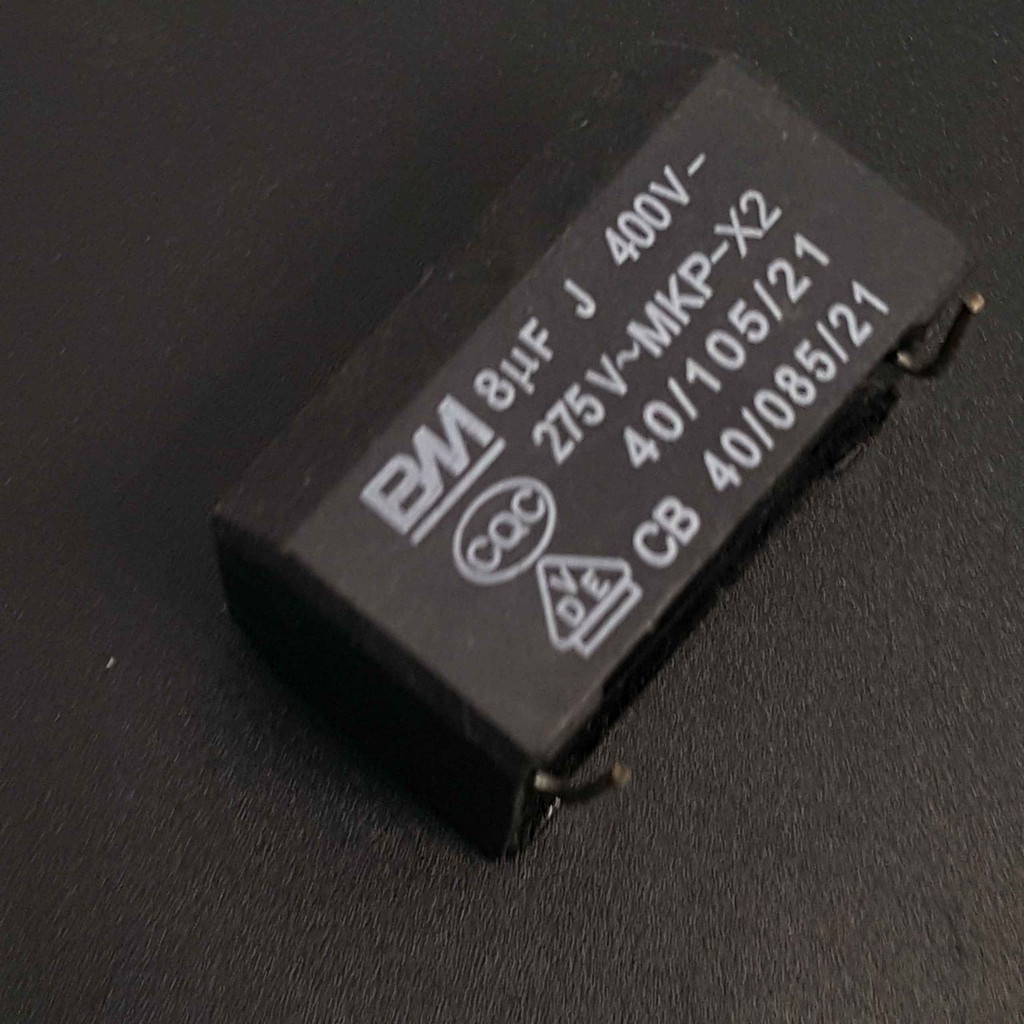 BM 8µF J 400V-
CQC 275V~MKP-X2
40/105/21
VDE CB 40/085/21